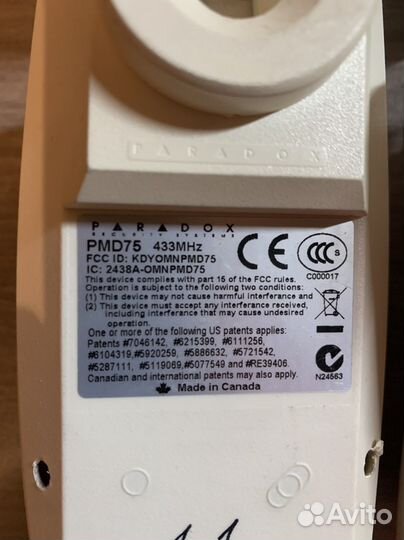 PARADOX
PARADOX
SECURITY SYSTEMS
PMD75 433MHz
FCC ID: KDYOMNPMD75
IC: 2438A-OMNPMD75
CE
CCC S
C000017
This device complies with part 15 of the FCC rules.
Operation is subject to the following two conditions:
(1) This device may not cause harmful interference and
(2) This device must accept interference received,
including interference that may cause undesired
operation.
One or more of the following US patents applies:
Patents #7046142, #6215399, #6111256,
#6104319, #5920259, #5886632, #5721542,
#5287111, #5119069,#5077549 and #RE39406.
Canadian and international patents may also apply.
N24563
Made in Canada
Avito